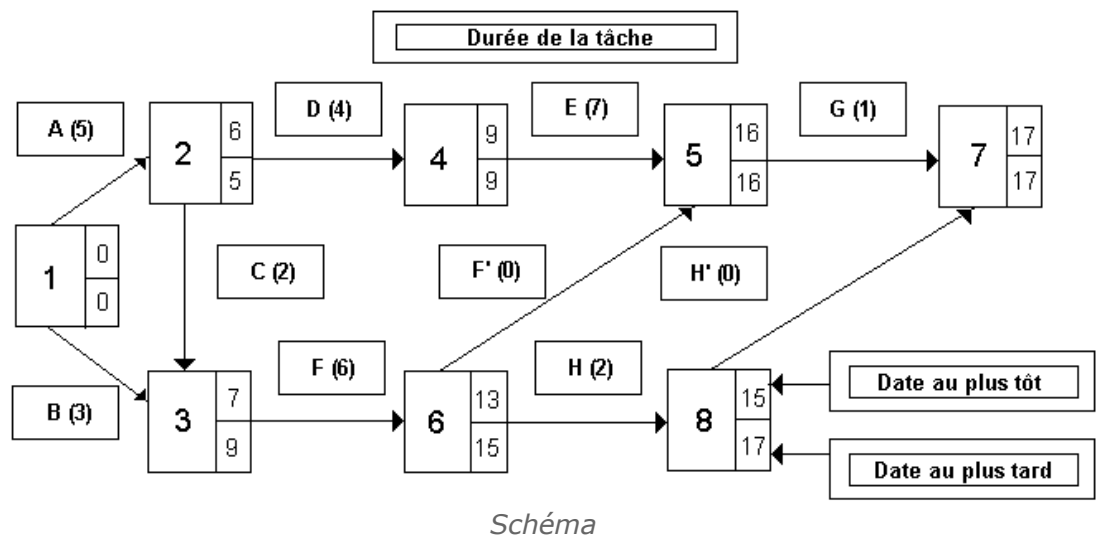 Durée de la tâche
A (5)
D (4)
E (7)
G (1)
2
6
5
4
9
9
5
16
16
7
17
17
1
0
0
C (2)
F' (0)
H' (0)
B (3)
3
7
9
F (6)
6
13
15
H (2)
8
15
17
Date au plus tôt
Date au plus tard
Schéma